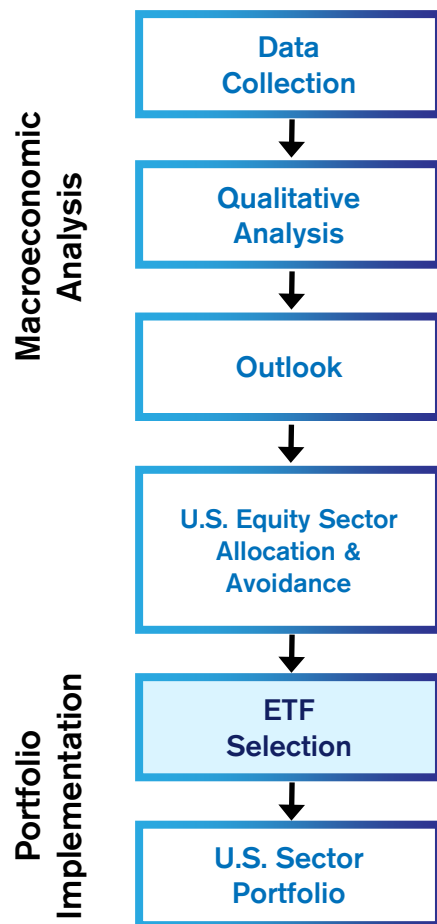 Macroeconomic
Analysis
Data
Collection
Qualitative
Analysis
Outlook
U.S. Equity Sector
Allocation &
Avoidance
Portfolio
Implementation
ETF
Selection
U.S. Sector
Portfolio